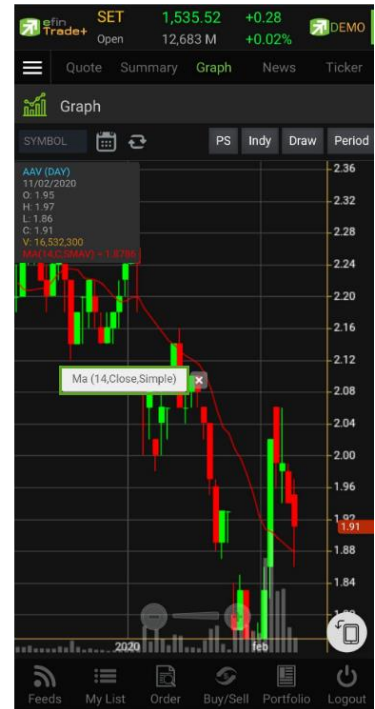 efin Trade+ SET 1,535.52 +0.28 DEMO
Open 12,683 M +0.02%
Quote Summary Graph News Ticker
Graph
SYMBOL PS Indy Draw Period
AAV (DAY)
11/02/2020
O: 1.95
H: 1.97
L: 1.86
C: 1.91
V: 16,532,300
2.36
2.32
2.28
2.24
2.20
2.16
2.12
Ma (14,Close,Simple)
2.08
2.04
2.00
1.96
1.92
1.91
1.88
1.84
2020 feb
Feeds My List Order Buy/Sell Portfolio Logout